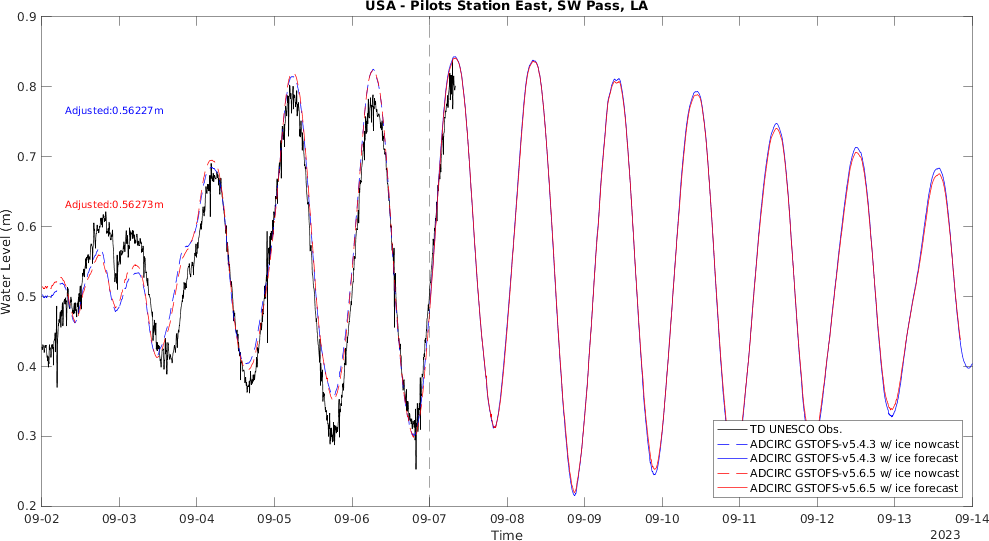 USA - Pilots Station East, SW Pass, LA
0.9
0.8
0.7
0.6
0.5
0.4
0.3
0.2
Water Level (m)
Adjusted:0.56227m
Adjusted:0.56273m
TD UNESCO Obs.
ADCIRC GSTOFS-v5.4.3 w/ ice nowcast
ADCIRC GSTOFS-v5.4.3 w/ ice forecast
ADCIRC GSTOFS-v5.6.5 w/ ice nowcast
ADCIRC GSTOFS-v5.6.5 w/ ice forecast
09-02 09-03 09-04 09-05 09-06 09-07 09-08 09-09 09-10 09-11 09-12 09-13 09-14
Time
2023